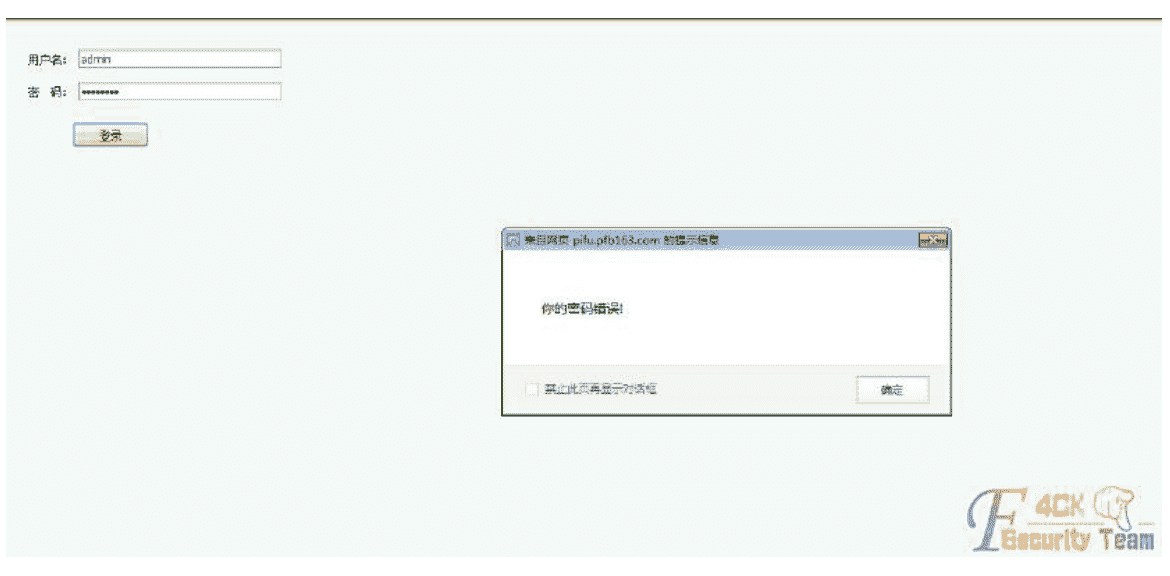 用户名: admin
密 码: ••••••••
登录
来自网页 pifu.pfb163.com 的提示信息
你的密码错误!
禁止此页再显示对话框
确定
F4CK
Security Team